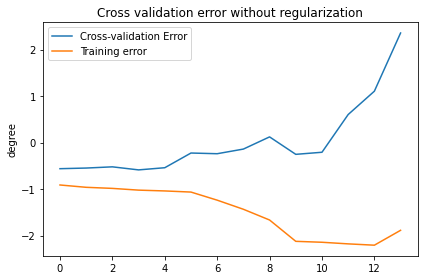 Cross validation error without regularization
Cross-validation Error
Training error
degree
2
1
0
−1
−2
0 2 4 6 8 10 12